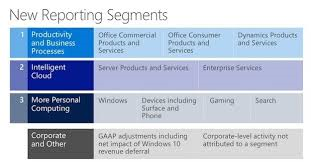 New Reporting Segments
1
Productivity
and Business
Processes
Office Commercial
Products and
Services
Office Consumer
Products and
Services
Dynamics Products
and Services
2
Intelligent
Cloud
Server Products and Services
Enterprise Services
3
More Personal
Computing
Windows
Devices including
Surface and
Phone
Gaming
Search
Corporate
and Other
GAAP adjustments including
net impact of Windows 10
revenue deferral
Corporate-level activity not
attributed to a segment